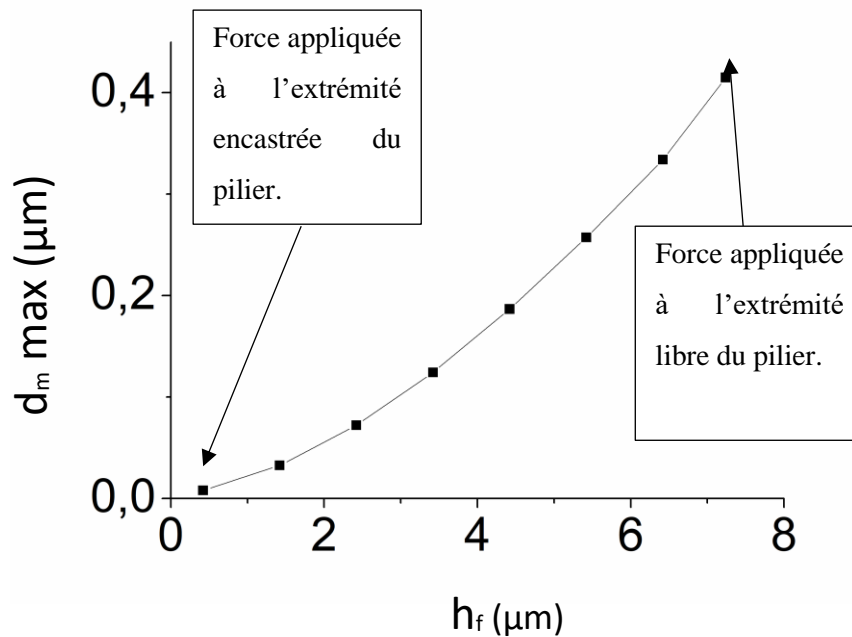 Force appliquée
à l’extrémité
encastrée du
pilier.
Force appliquée
à l’extrémité
libre du pilier.
0,4
0,2
0,0
dₘ max (µm)
0 2 4 6 8
h_f (µm)